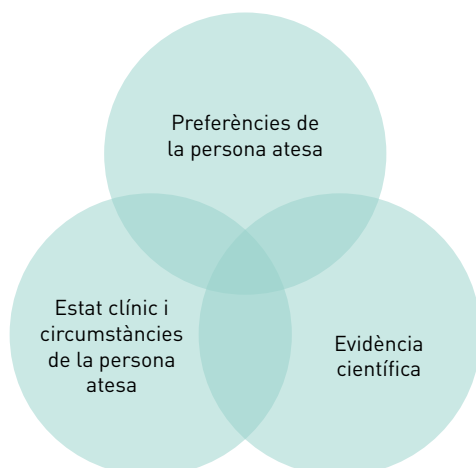 Preferències de
la persona atesa
Estat clínic i
circumstàncies
de la persona
atesa
Evidència
científica